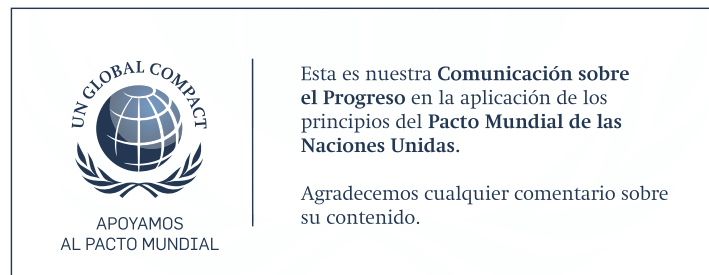 UN GLOBAL COMPACT
APOYAMOS
AL PACTO MUNDIAL
Esta es nuestra Comunicación sobre
el Progreso en la aplicación de los
principios del Pacto Mundial de las
Naciones Unidas.
Agradecemos cualquier comentario sobre
su contenido.